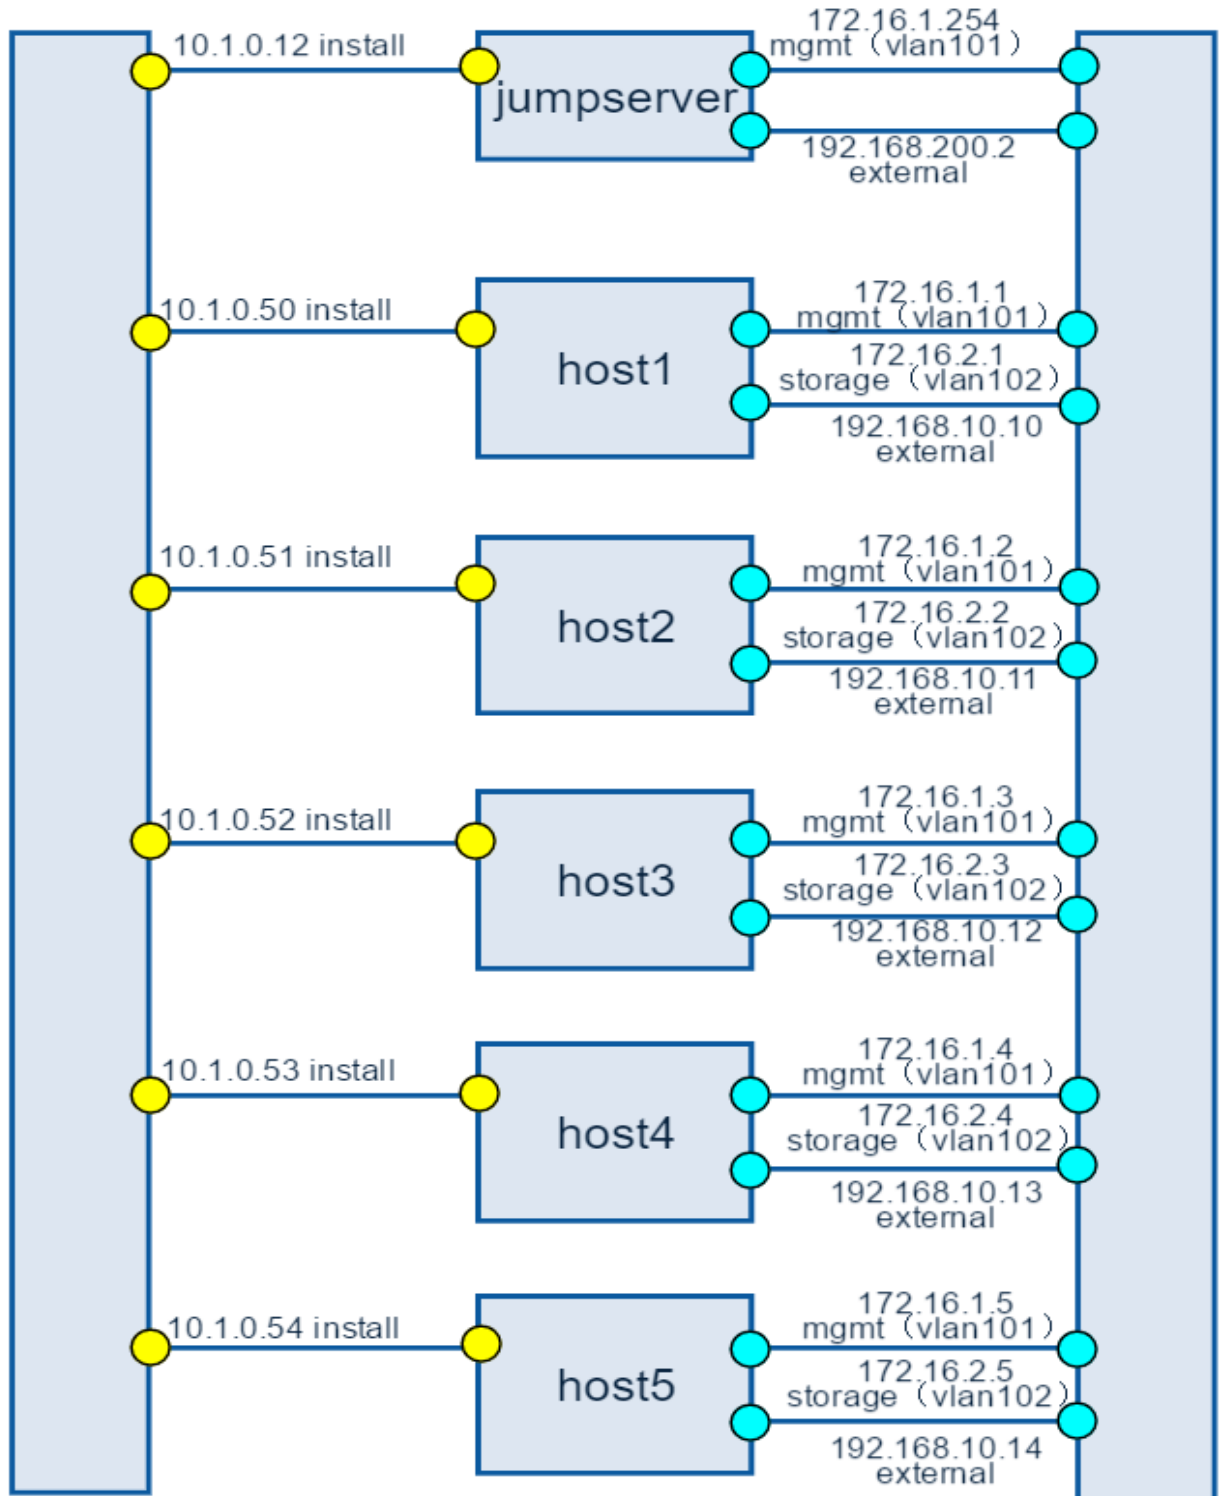 10.1.0.12 install
jumpserver
172.16.1.254
mgmt（vlan101）
192.168.200.2
external
10.1.0.50 install
host1
172.16.1.1
mgmt（vlan101）
172.16.2.1
storage（vlan102）
192.168.10.10
external
10.1.0.51 install
host2
172.16.1.2
mgmt（vlan101）
172.16.2.2
storage（vlan102）
192.168.10.11
external
10.1.0.52 install
host3
172.16.1.3
mgmt（vlan101）
172.16.2.3
storage（vlan102）
192.168.10.12
external
10.1.0.53 install
host4
172.16.1.4
mgmt（vlan101）
172.16.2.4
storage（vlan102）
192.168.10.13
external
10.1.0.54 install
host5
172.16.1.5
mgmt（vlan101）
172.16.2.5
storage（vlan102）
192.168.10.14
external